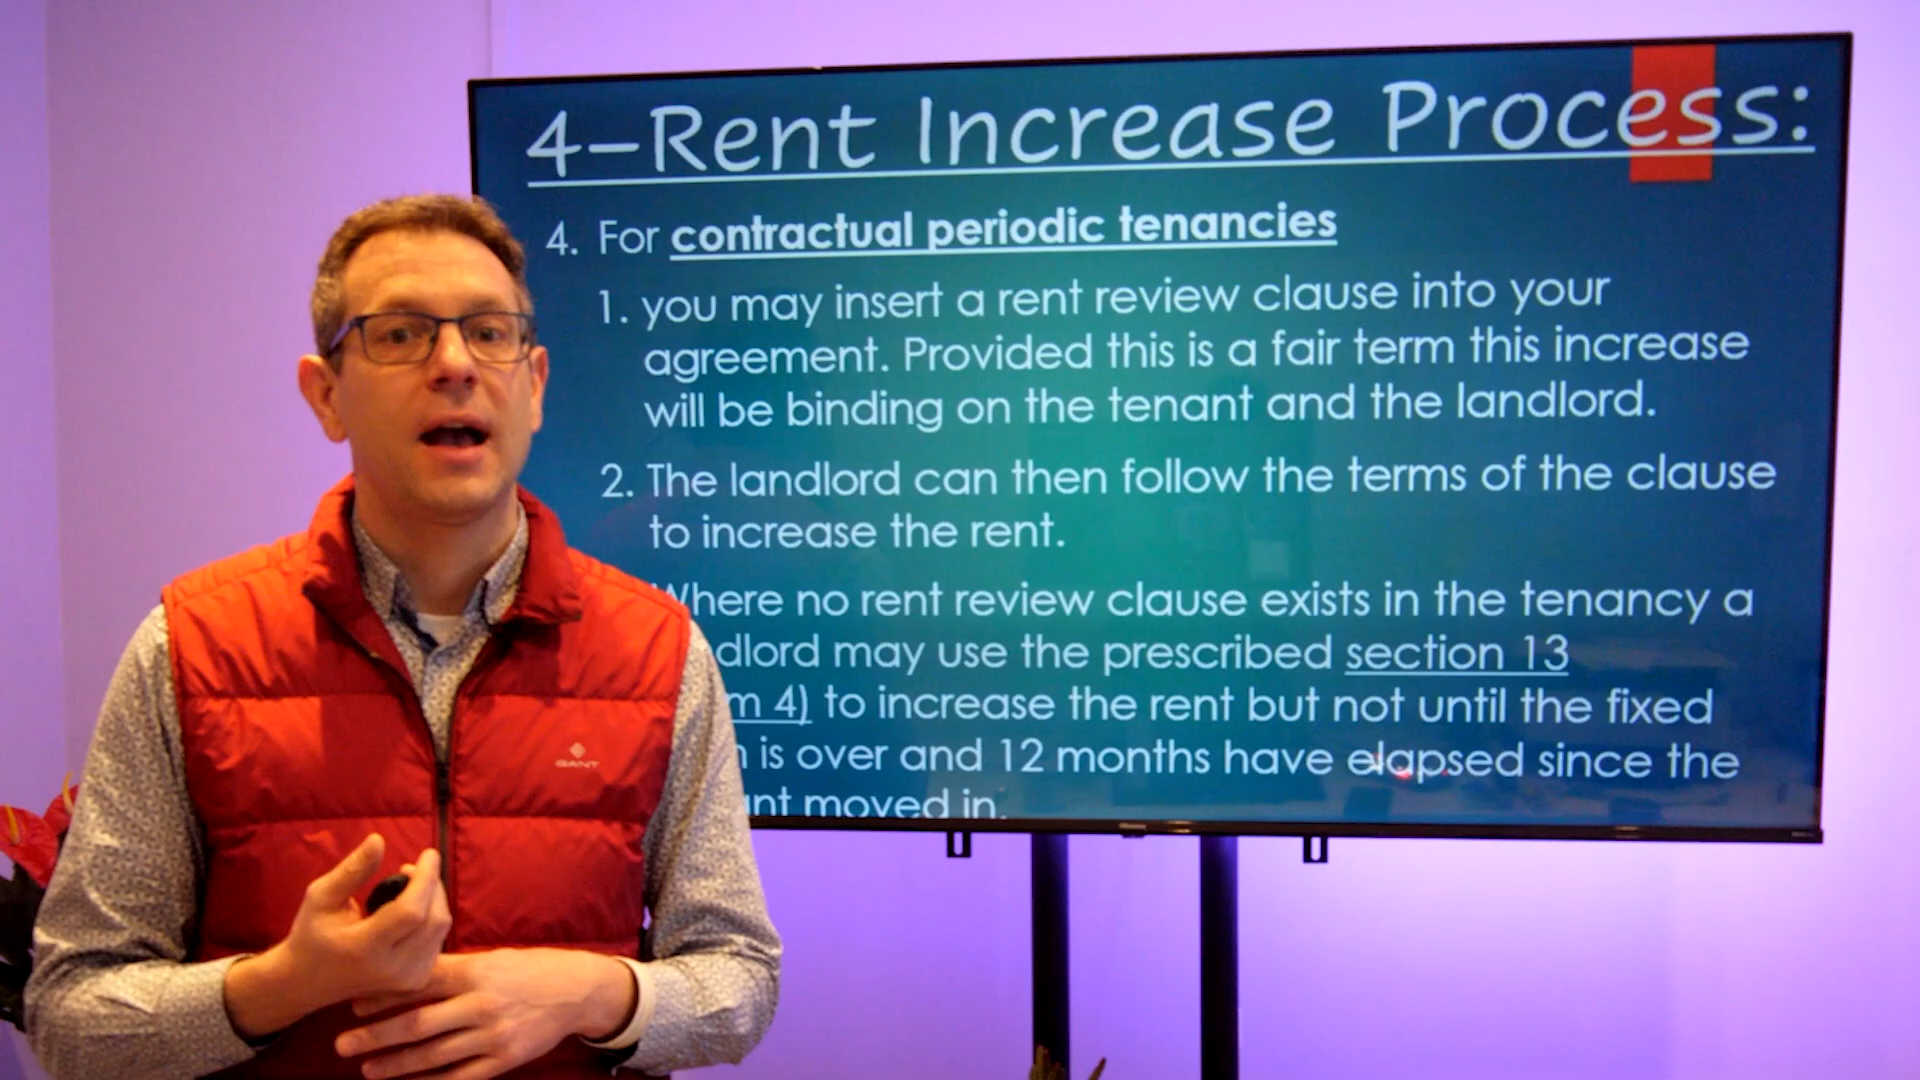 4–Rent Increase Process:
4. For contractual periodic tenancies
1. you may insert a rent review clause into your
agreement. Provided this is a fair term this increase
will be binding on the tenant and the landlord.
2. The landlord can then follow the terms of the clause
to increase the rent.
Where no rent review clause exists in the tenancy a
dlord may use the prescribed section 13
m 4) to increase the rent but not until the fixed
is over and 12 months have elapsed since the
nt moved in.
GANT